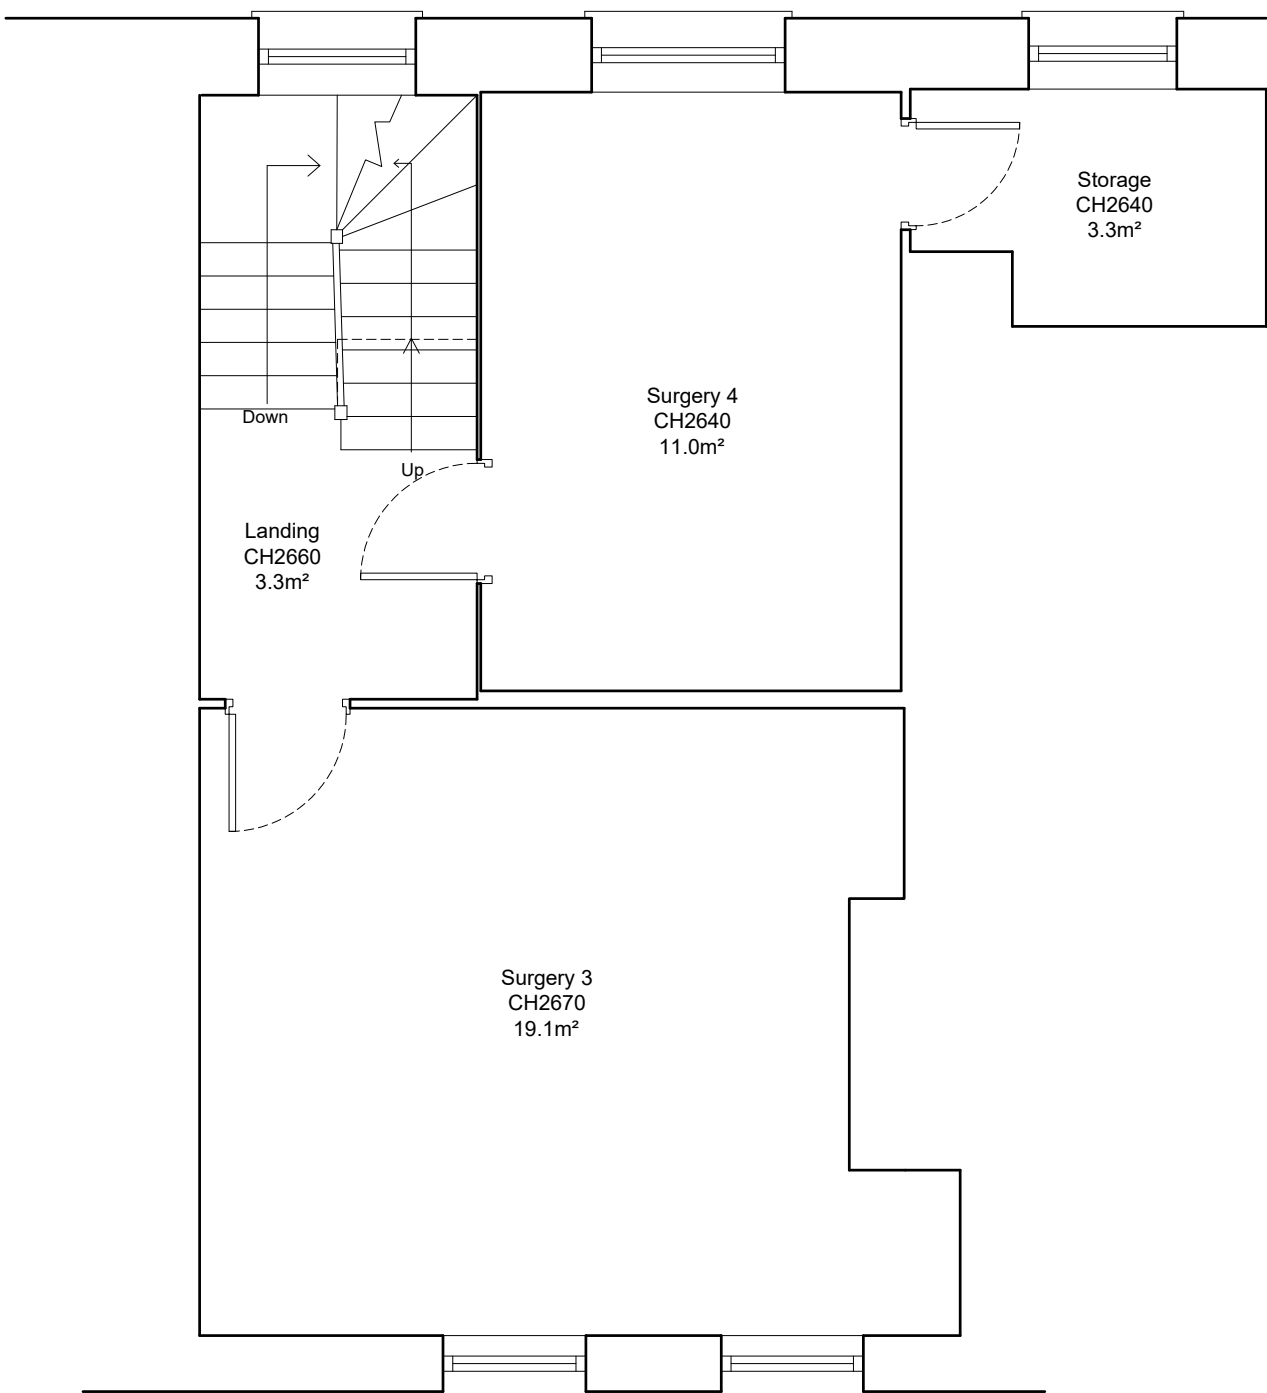 Storage
CH2640
3.3m²
Surgery 4
CH2640
11.0m²
Down
Up
Landing
CH2660
3.3m²
Surgery 3
CH2670
19.1m²